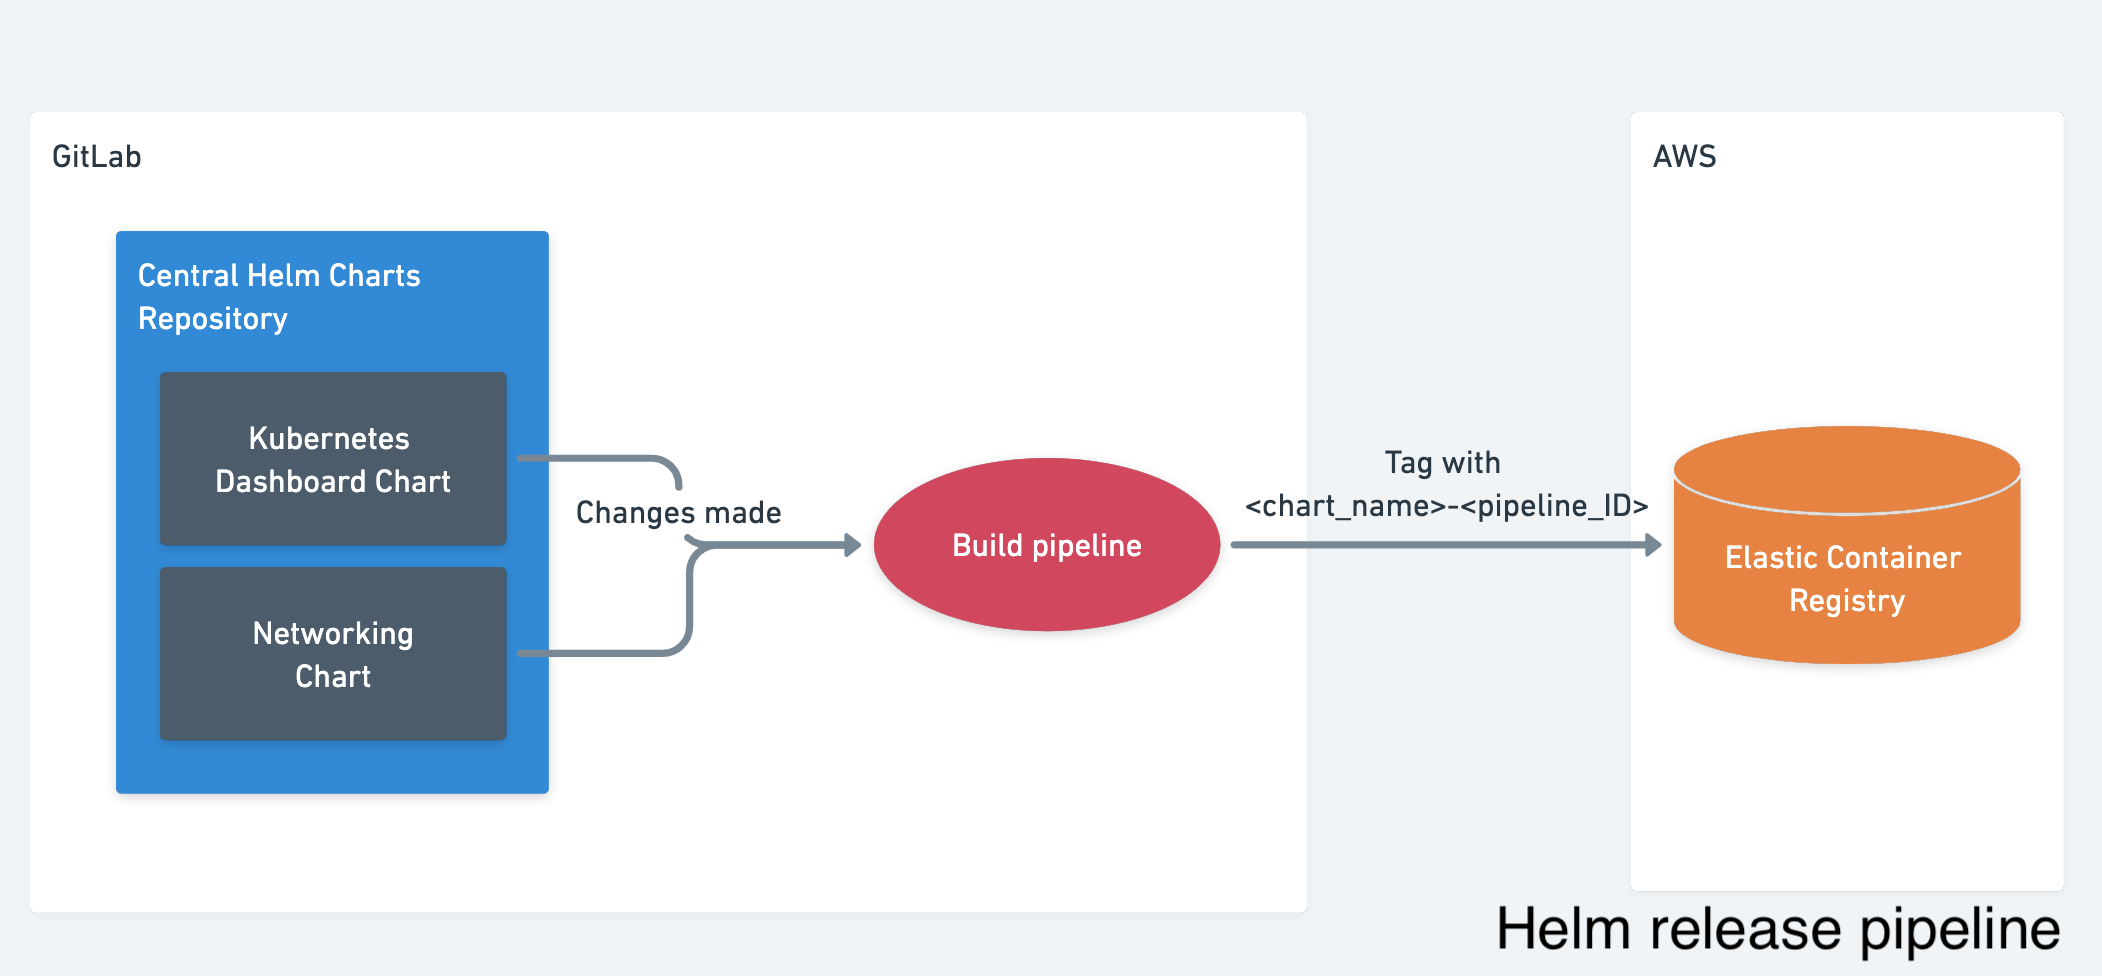 GitLab
AWS
Central Helm Charts
Repository
Kubernetes
Dashboard Chart
Networking
Chart
Changes made
Build pipeline
Tag with
<chart_name>-<pipeline_ID>
Elastic Container
Registry
Helm release pipeline